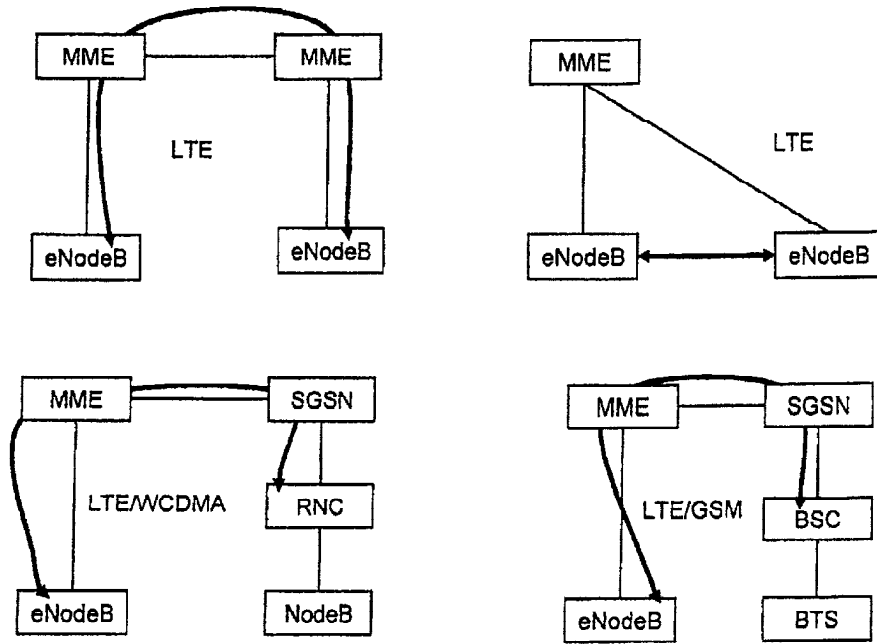 MME
MME
LTE
eNodeB
eNodeB
MME
LTE
eNodeB
eNodeB
MME
SGSN
LTE/WCDMA
RNC
eNodeB
NodeB
MME
SGSN
LTE/GSM
BSC
eNodeB
BTS